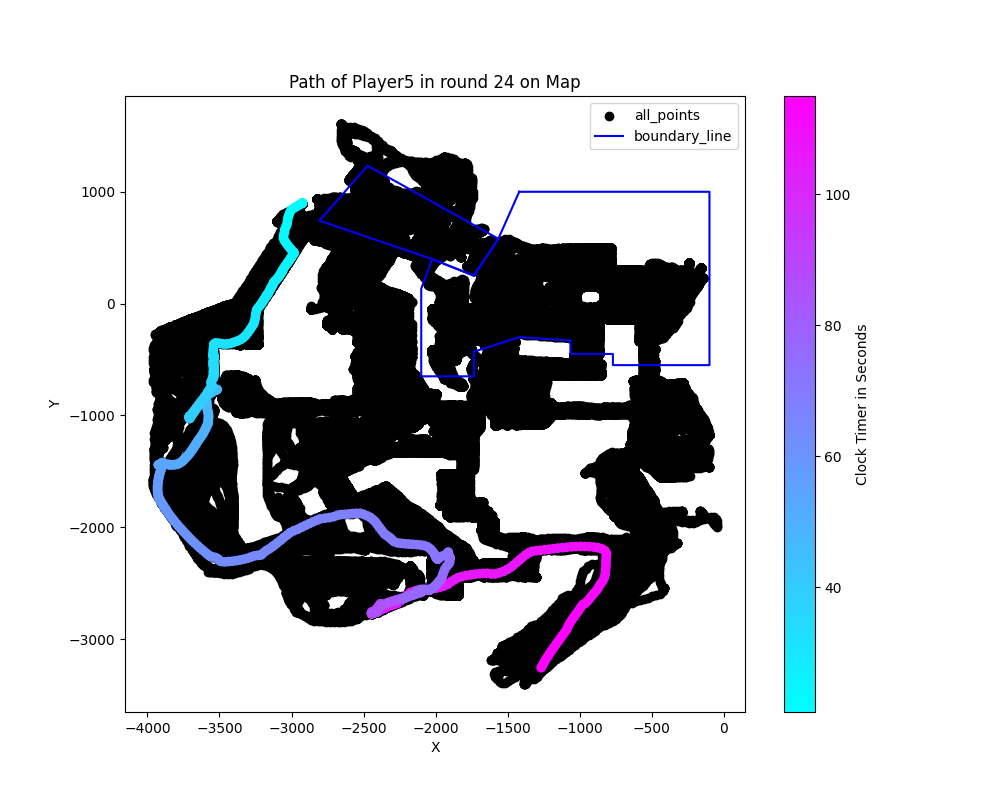 Path of Player5 in round 24 on Map
all_points
boundary_line
1000
0
−1000
−2000
−3000
Y
−4000 −3500 −3000 −2500 −2000 −1500 −1000 −500 0
X
100
80
60
40
Clock Timer in Seconds